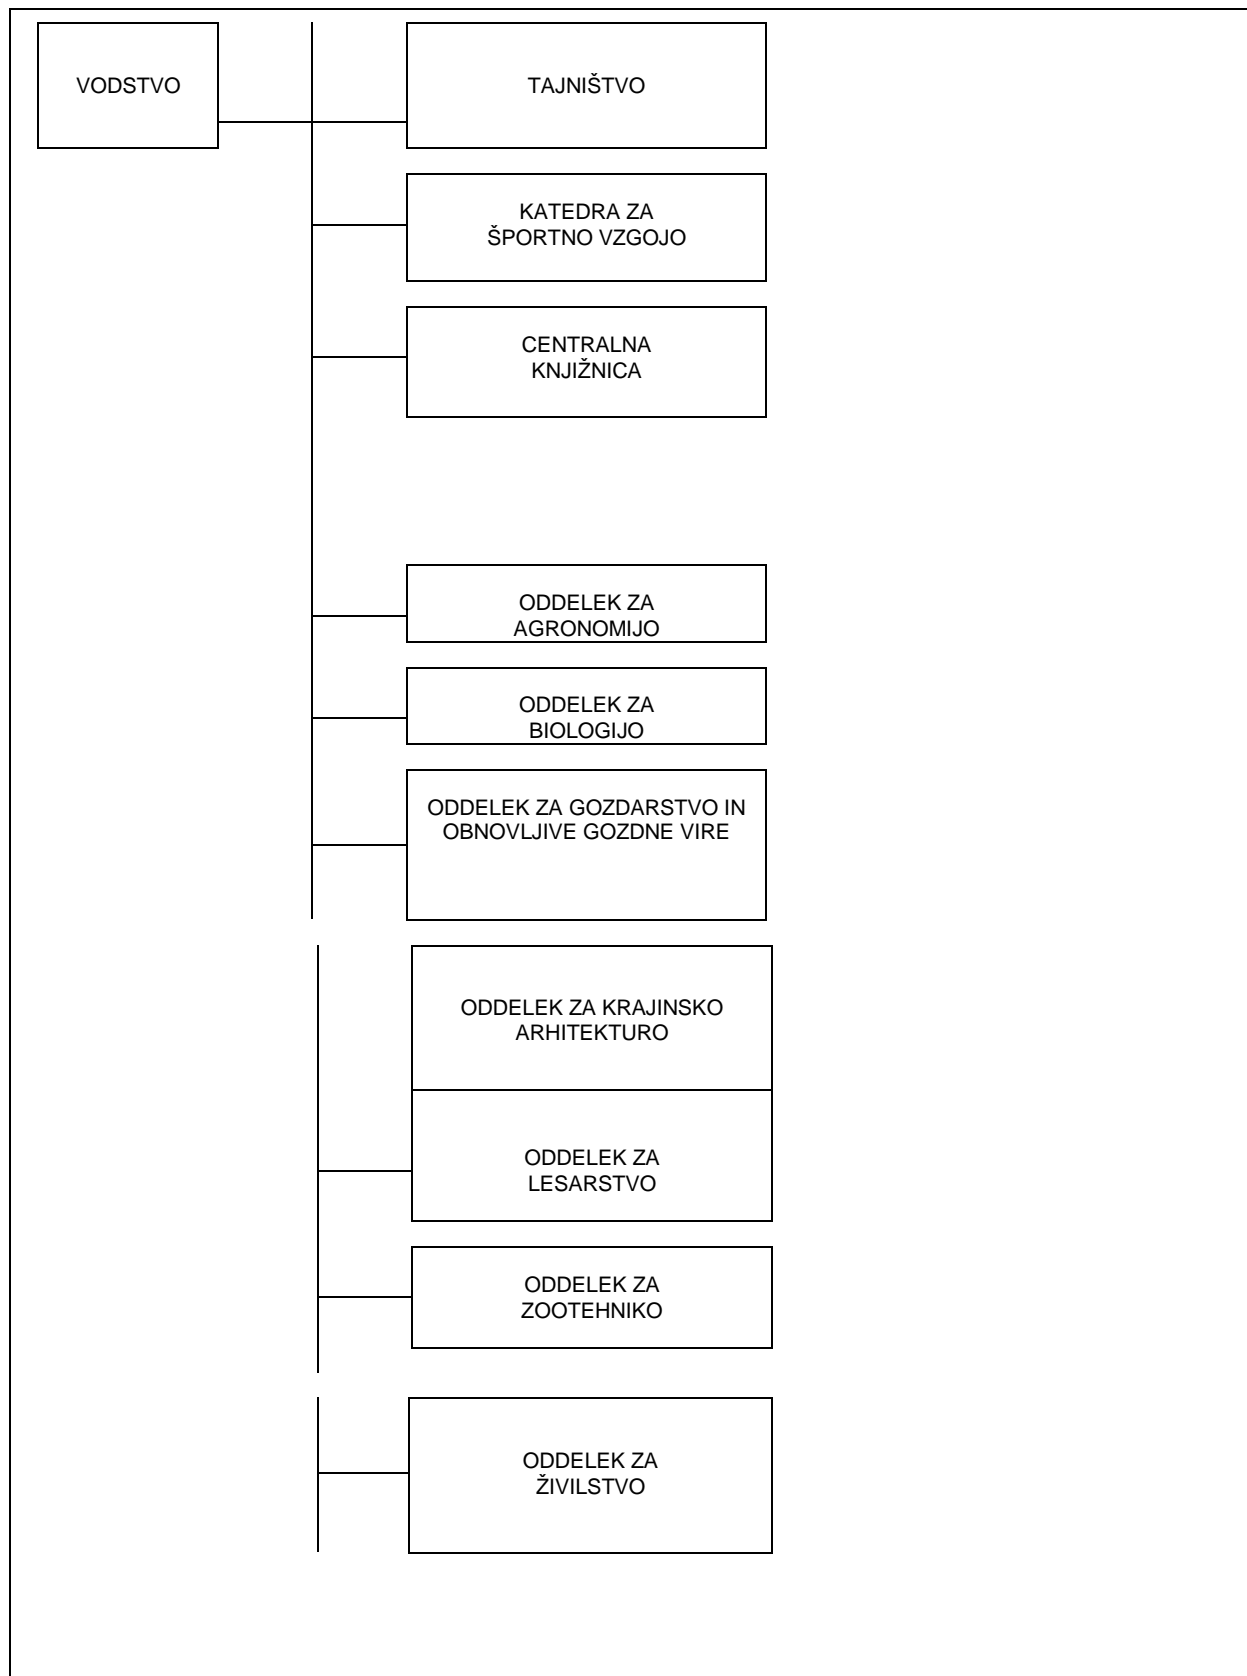 VODSTVO
TAJNIŠTVO
KATEDRA ZA
ŠPORTNO VZGOJO
CENTRALNA
KNJIŽNICA
ODDELEK ZA
AGRONOMIJO
ODDELEK ZA
BIOLOGIJO
ODDELEK ZA GOZDARSTVO IN
OBNOVLJIVE GOZDNE VIRE
ODDELEK ZA KRAJINSKO
ARHITEKTURO
ODDELEK ZA
LESARSTVO
ODDELEK ZA
ZOOTEHNIKO
ODDELEK ZA
ŽIVILSTVO